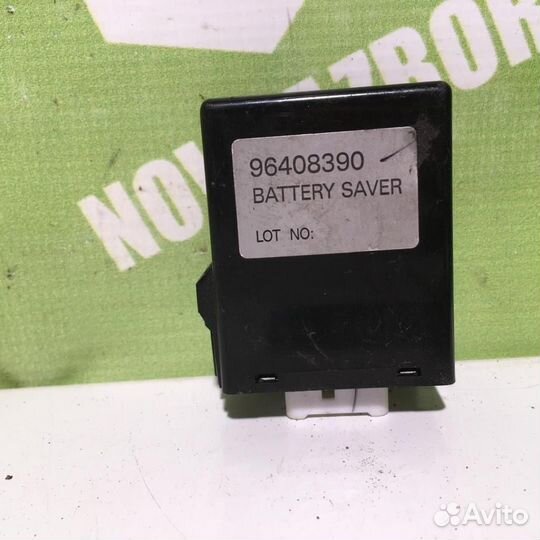 96408390
BATTERY SAVER
LOT NO:
Avito